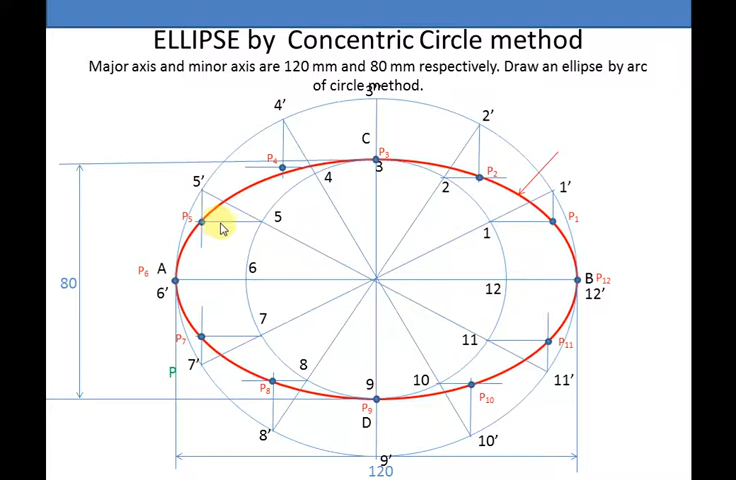 ELLIPSE by Concentric Circle method
Major axis and minor axis are 120 mm and 80 mm respectively. Draw an ellipse by arc
of circle method.
3'
4'
2'
C
P3
P4
3
P2
4
2
5'
1'
P5
5
P1
1
P6
A
6
B
P12
80
6'
12
12'
7
11
P7
P11
7'
P
8
9
10
11'
P8
P9
P10
D
8'
10'
9'
120